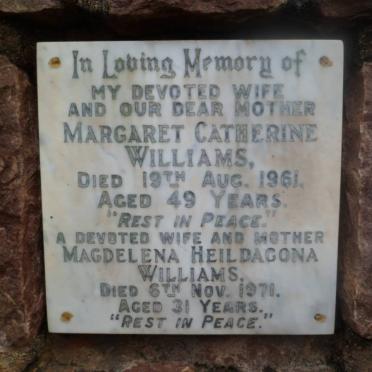 In Loving Memory of
MY DEVOTED WIFE
AND OUR DEAR MOTHER
MARGARET CATHERINE
WILLIAMS,
DIED 19TH AUG. 1961.
AGED 49 YEARS.
"REST IN PEACE."
A DEVOTED WIFE AND MOTHER
MAGDELENA HEILDAGONA
WILLIAMS.
DIED 6TH NOV. 1971.
AGED 31 YEARS.
"REST IN PEACE."